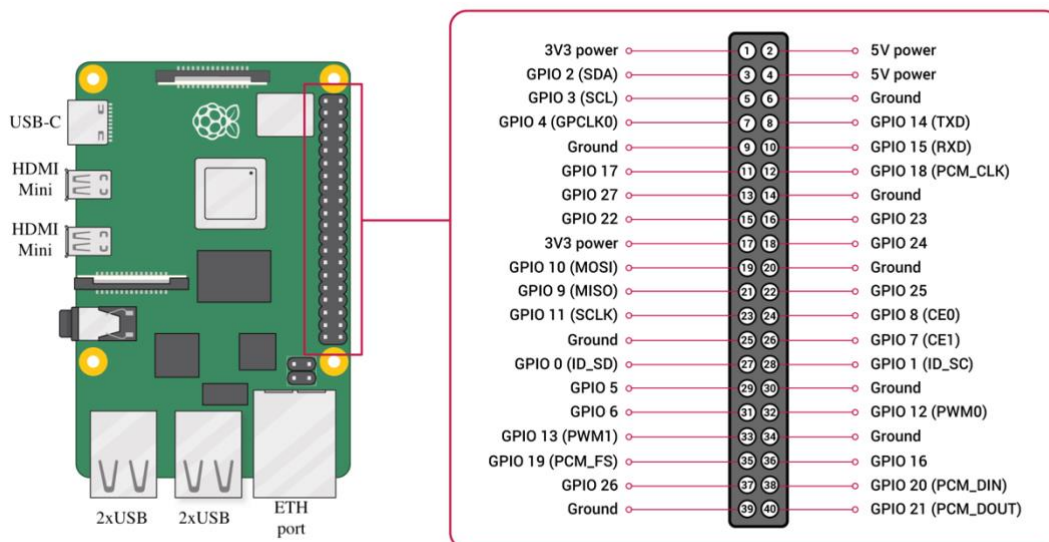 USB-C
HDMI
Mini
HDMI
Mini
2xUSB
2xUSB
ETH
port
3V3 power 1 2 5V power
GPIO 2 (SDA) 3 4 5V power
GPIO 3 (SCL) 5 6 Ground
GPIO 4 (GPCLK0) 7 8 GPIO 14 (TXD)
Ground 9 10 GPIO 15 (RXD)
GPIO 17 11 12 GPIO 18 (PCM_CLK)
GPIO 27 13 14 Ground
GPIO 22 15 16 GPIO 23
3V3 power 17 18 GPIO 24
GPIO 10 (MOSI) 19 20 Ground
GPIO 9 (MISO) 21 22 GPIO 25
GPIO 11 (SCLK) 23 24 GPIO 8 (CE0)
Ground 25 26 GPIO 7 (CE1)
GPIO 0 (ID_SD) 27 28 GPIO 1 (ID_SC)
GPIO 5 29 30 Ground
GPIO 6 31 32 GPIO 12 (PWM0)
GPIO 13 (PWM1) 33 34 Ground
GPIO 19 (PCM_FS) 35 36 GPIO 16
GPIO 26 37 38 GPIO 20 (PCM_DIN)
Ground 39 40 GPIO 21 (PCM_DOUT)